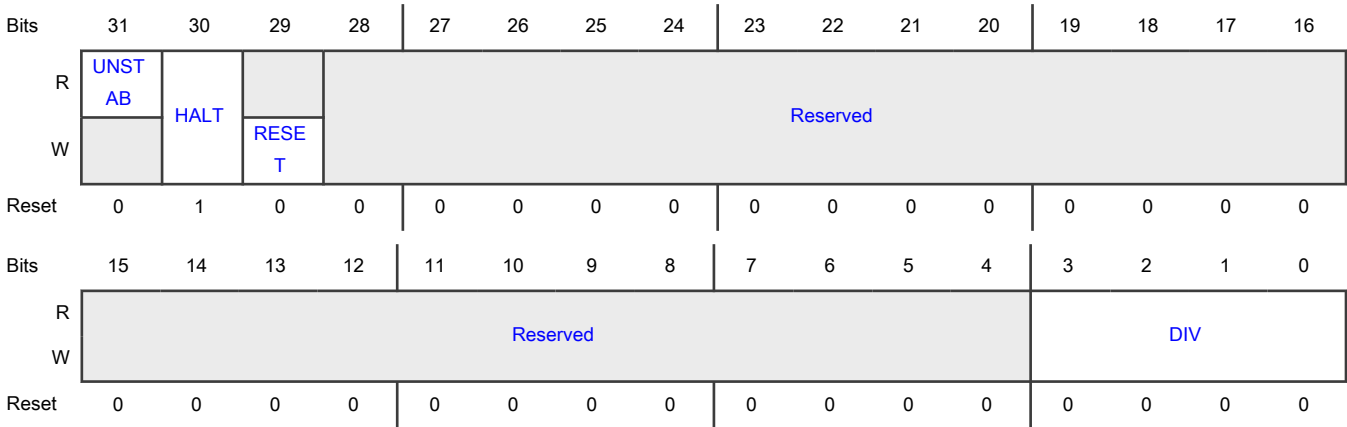 Bits 31 30 29 28 27 26 25 24 23 22 21 20 19 18 17 16
R UNST
AB
HALT
Reserved
W RESE
T
Reset 0 1 0 0 0 0 0 0 0 0 0 0 0 0 0 0
Bits 15 14 13 12 11 10 9 8 7 6 5 4 3 2 1 0
R
Reserved DIV
W
Reset 0 0 0 0 0 0 0 0 0 0 0 0 0 0 0 0